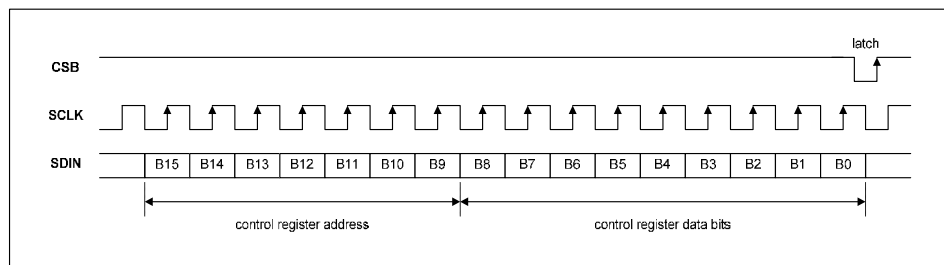 latch
CSB
SCLK
SDIN B15 B14 B13 B12 B11 B10 B9 B8 B7 B6 B5 B4 B3 B2 B1 B0
control register address control register data bits